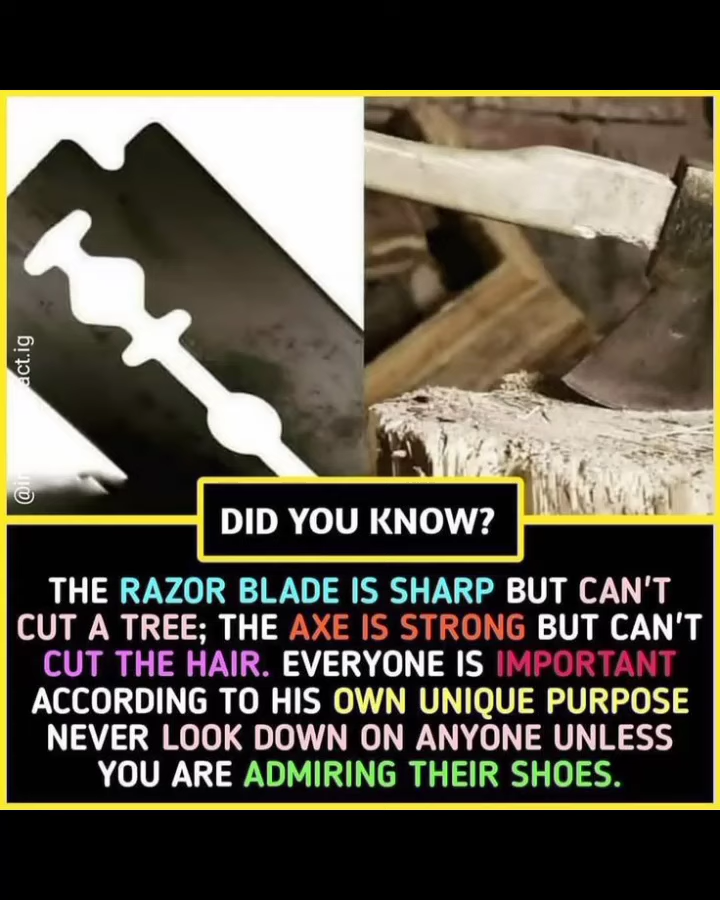 @i
act.ig
DID YOU KNOW?
THE RAZOR BLADE IS SHARP BUT CAN'T
CUT A TREE; THE AXE IS STRONG BUT CAN'T
CUT THE HAIR. EVERYONE IS IMPORTANT
ACCORDING TO HIS OWN UNIQUE PURPOSE
NEVER LOOK DOWN ON ANYONE UNLESS
YOU ARE ADMIRING THEIR SHOES.